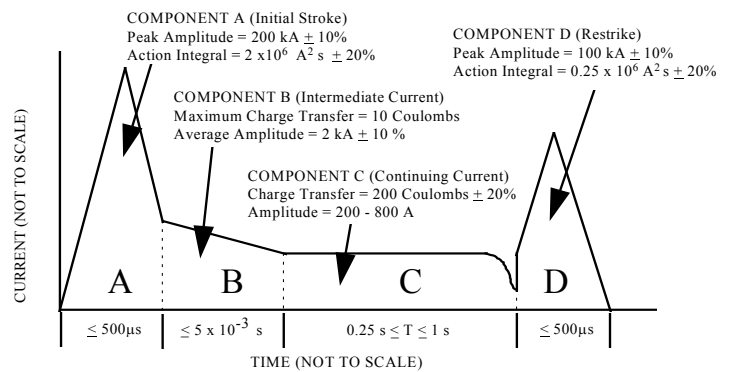 COMPONENT A (Initial Stroke)
Peak Amplitude = 200 kA ± 10%
Action Integral = 2 x10⁶ A² s ± 20%
COMPONENT D (Restrike)
Peak Amplitude = 100 kA ± 10%
Action Integral = 0.25 x 10⁶ A² s ± 20%
COMPONENT B (Intermediate Current)
Maximum Charge Transfer = 10 Coulombs
Average Amplitude = 2 kA ± 10 %
COMPONENT C (Continuing Current)
Charge Transfer = 200 Coulombs ± 20%
Amplitude = 200 - 800 A
CURRENT (NOT TO SCALE)
A
B
C
D
≤ 500μs
≤ 5 x 10⁻³ s
0.25 s ≤ T ≤ 1 s
≤ 500μs
TIME (NOT TO SCALE)